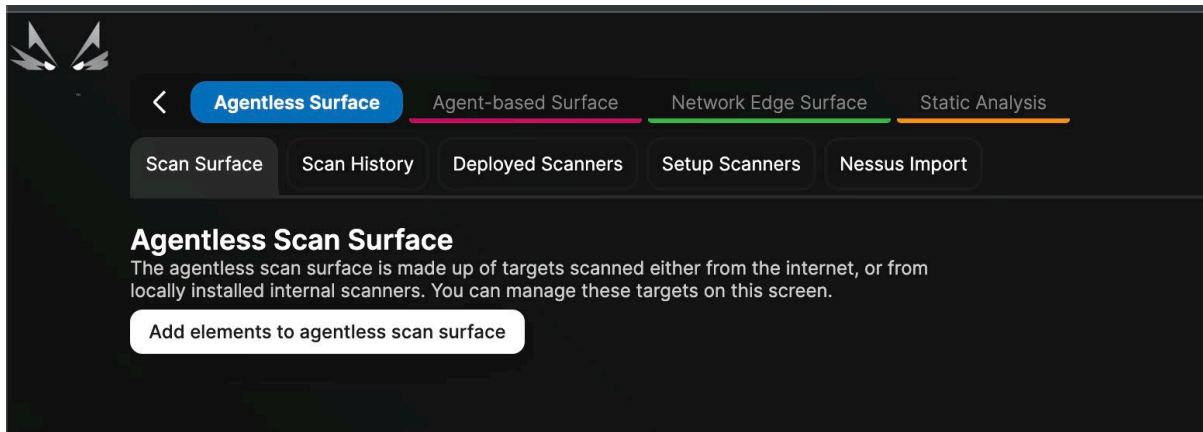 Agentless Surface
Agent-based Surface
Network Edge Surface
Static Analysis
Scan Surface
Scan History
Deployed Scanners
Setup Scanners
Nessus Import
Agentless Scan Surface
The agentless scan surface is made up of targets scanned either from the internet, or from
locally installed internal scanners. You can manage these targets on this screen.
Add elements to agentless scan surface